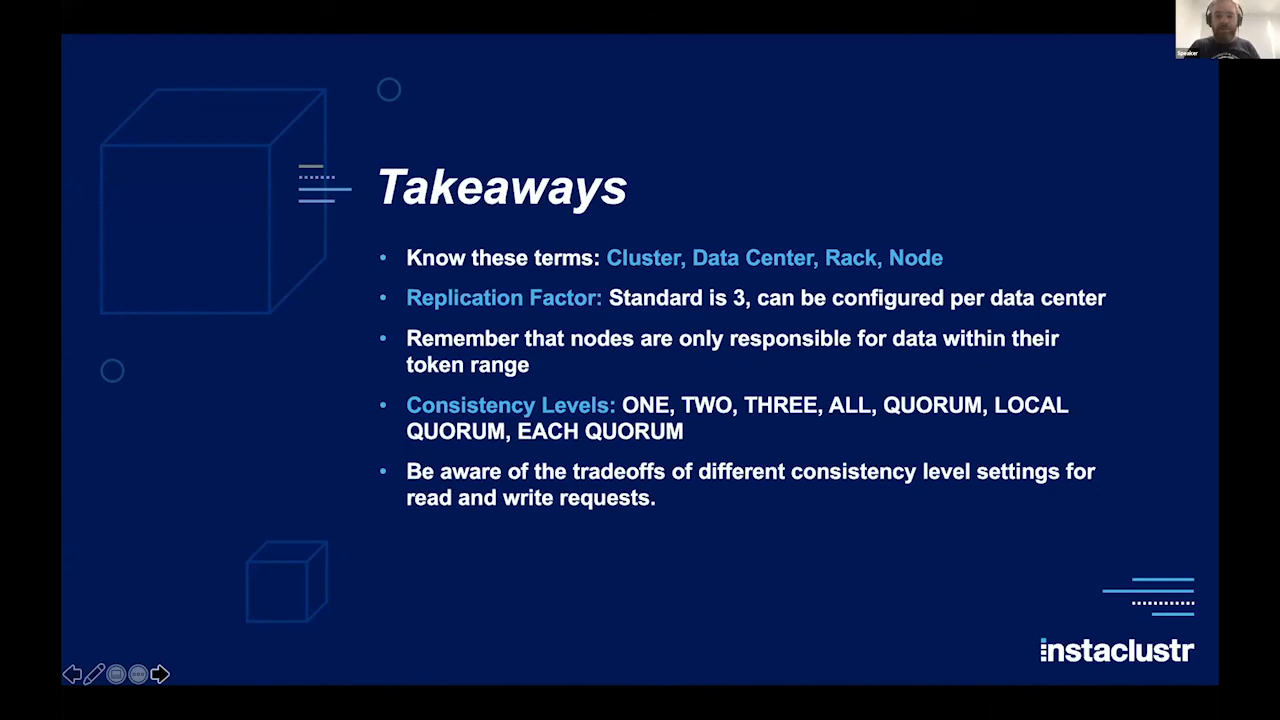 Speaker
Takeaways
• Know these terms: Cluster, Data Center, Rack, Node
• Replication Factor: Standard is 3, can be configured per data center
• Remember that nodes are only responsible for data within their
token range
• Consistency Levels: ONE, TWO, THREE, ALL, QUORUM, LOCAL
QUORUM, EACH QUORUM
• Be aware of the tradeoffs of different consistency level settings for
read and write requests.
instaclustr